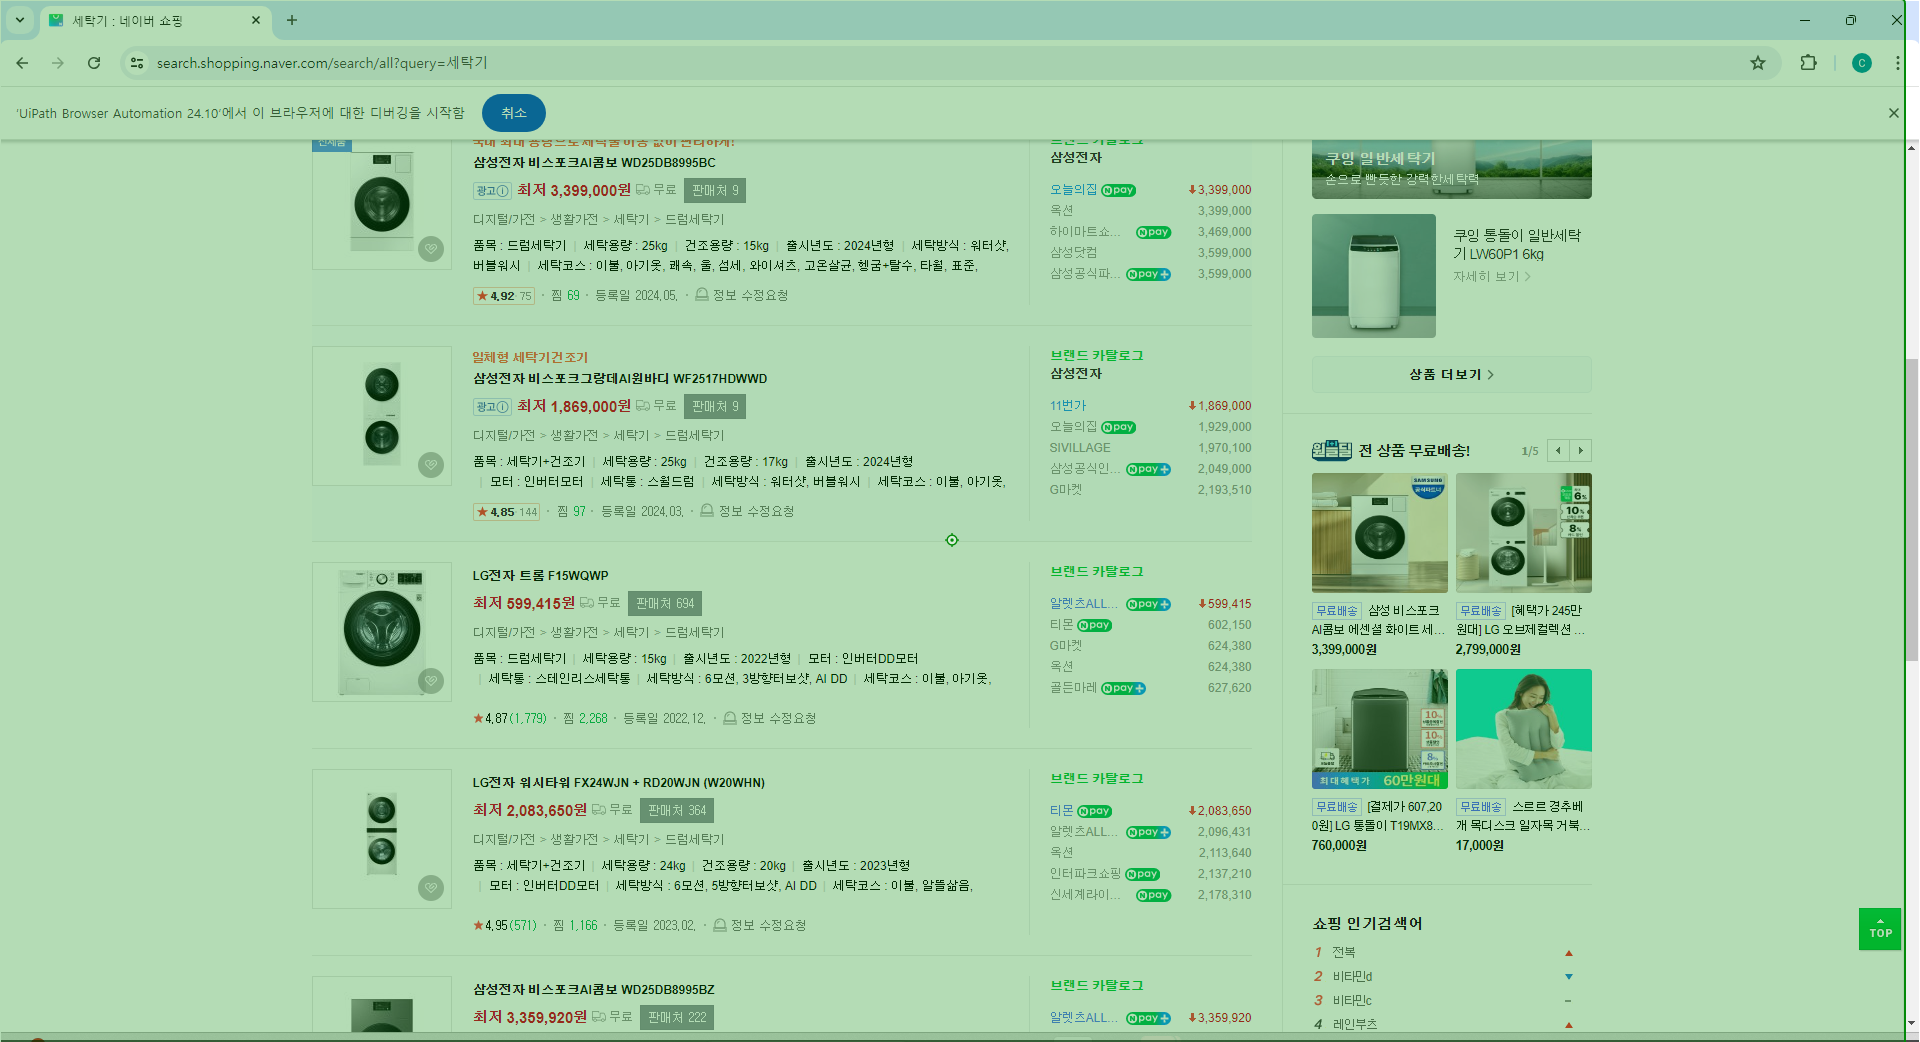 세탁기 : 네이버 쇼핑
search.shopping.naver.com/search/all?query=세탁기
C
'UiPath Browser Automation 24.10'에서 이 브라우저에 대한 디버깅을 시작함
취소
삼성전자 비스포크AI콤보 WD25DB8995BC
광고 최저 3,399,000원 무료 판매처 9
디지털/가전 > 생활가전 > 세탁기 > 드럼세탁기
품목 : 드럼세탁기 | 세탁용량 : 25kg | 건조용량 : 15kg | 출시년도 : 2024년형 | 세탁방식 : 워터샷,
버블워시 | 세탁코스 : 이불, 아기옷, 쾌속, 울, 섬세, 와이셔츠, 고온살균, 헹굼+탈수, 타월, 표준,
★ 4.92 75 · 찜 69 · 등록일 2024.05. · 정보 수정요청
브랜드 카탈로그
삼성전자
오늘의집 N pay 3,399,000
옥션 3,399,000
하이마트쇼... N pay 3,469,000
삼성닷컴 3,599,000
삼성공식파... N pay+ 3,599,000
일체형 세탁기건조기
삼성전자 비스포크그랑데AI원바디 WF2517HDWWD
광고 최저 1,869,000원 무료 판매처 9
디지털/가전 > 생활가전 > 세탁기 > 드럼세탁기
품목 : 세탁기+건조기 | 세탁용량 : 25kg | 건조용량 : 17kg | 출시년도 : 2024년형
| 모터 : 인버터모터 | 세탁통 : 스월드럼 | 세탁방식 : 워터샷, 버블워시 | 세탁코스 : 이불, 아기옷,
★ 4.85 144 · 찜 97 · 등록일 2024.03. · 정보 수정요청
브랜드 카탈로그
삼성전자
11번가 1,869,000
오늘의집 N pay 1,929,000
SIVILLAGE 1,970,100
삼성공식인... N pay+ 2,049,000
G마켓 2,193,510
LG전자 트롬 F15WQWP
최저 599,415원 무료 판매처 694
디지털/가전 > 생활가전 > 세탁기 > 드럼세탁기
품목 : 드럼세탁기 | 세탁용량 : 15kg | 출시년도 : 2022년형 | 모터 : 인버터DD모터
| 세탁통 : 스테인리스세탁통 | 세탁방식 : 6모션, 3방향터보샷, AI DD | 세탁코스 : 이불, 아기옷,
★4.87(1,779) · 찜 2,268 · 등록일 2022.12. · 정보 수정요청
브랜드 카탈로그
알렛츠ALL... N pay+ 599,415
티몬 N pay 602,150
G마켓 624,380
옥션 624,380
골든마레 N pay+ 627,620
LG전자 워시타워 FX24WJN + RD20WJN (W20WHN)
최저 2,083,650원 무료 판매처 364
디지털/가전 > 생활가전 > 세탁기 > 드럼세탁기
품목 : 세탁기+건조기 | 세탁용량 : 24kg | 건조용량 : 20kg | 출시년도 : 2023년형
| 모터 : 인버터DD모터 | 세탁방식 : 6모션, 5방향터보샷, AI DD | 세탁코스 : 이불, 알뜰삶음,
★4.95(571) · 찜 1,166 · 등록일 2023.02. · 정보 수정요청
브랜드 카탈로그
티몬 N pay 2,083,650
알렛츠ALL... N pay+ 2,096,431
옥션 2,113,640
인터파크쇼핑 N pay 2,137,210
신세계라이... N pay 2,178,310
삼성전자 비스포크AI콤보 WD25DB8995BZ
최저 3,359,920원 무료 판매처 222
브랜드 카탈로그
알렛츠ALL... N pay+ 3,359,920
쿠잉 일반세탁기
손으로 빤듯한 강력한세탁력
쿠잉 통돌이 일반세탁
기 LW60P1 6kg
자세히 보기 >
상품 더보기 >
전 상품 무료배송!
1/5
SAMSUNG
공식파트너
6%
10%
8%
무료배송 삼성 비스포크
AI콤보 에센셜 화이트 세...
3,399,000원
무료배송 [혜택가 245만
원대] LG 오브제컬렉션 ...
2,799,000원
10%
10%
8%
최대혜택가 60만원대
무료배송 [결제가 607,20
0원] LG 통돌이 T19MX8...
760,000원
무료배송 스르르 경추베
개 목디스크 일자목 거북...
17,000원
쇼핑 인기검색어
1 전복
2 비타민d
3 비타민c
4 레인부츠
TOP